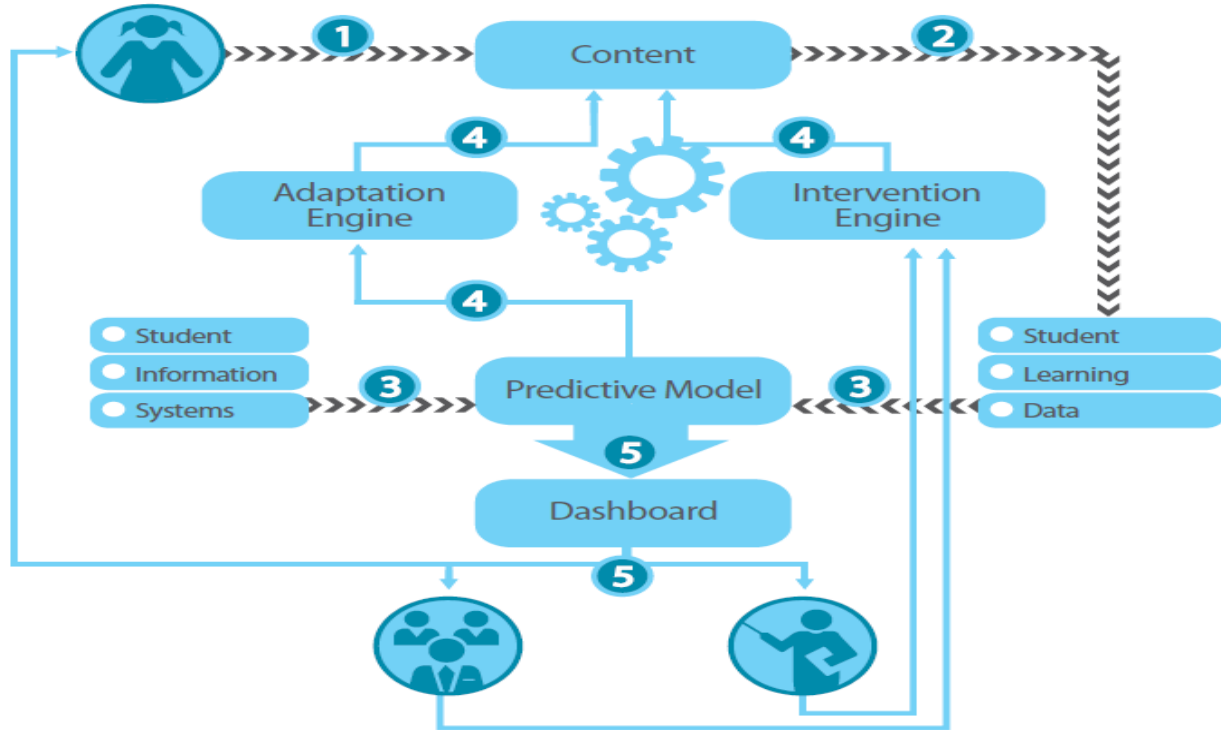 1
Content
2
4
4
Adaptation
Engine
Intervention
Engine
4
Student
Information
Systems
3
Predictive Model
3
Student
Learning
Data
5
Dashboard
5